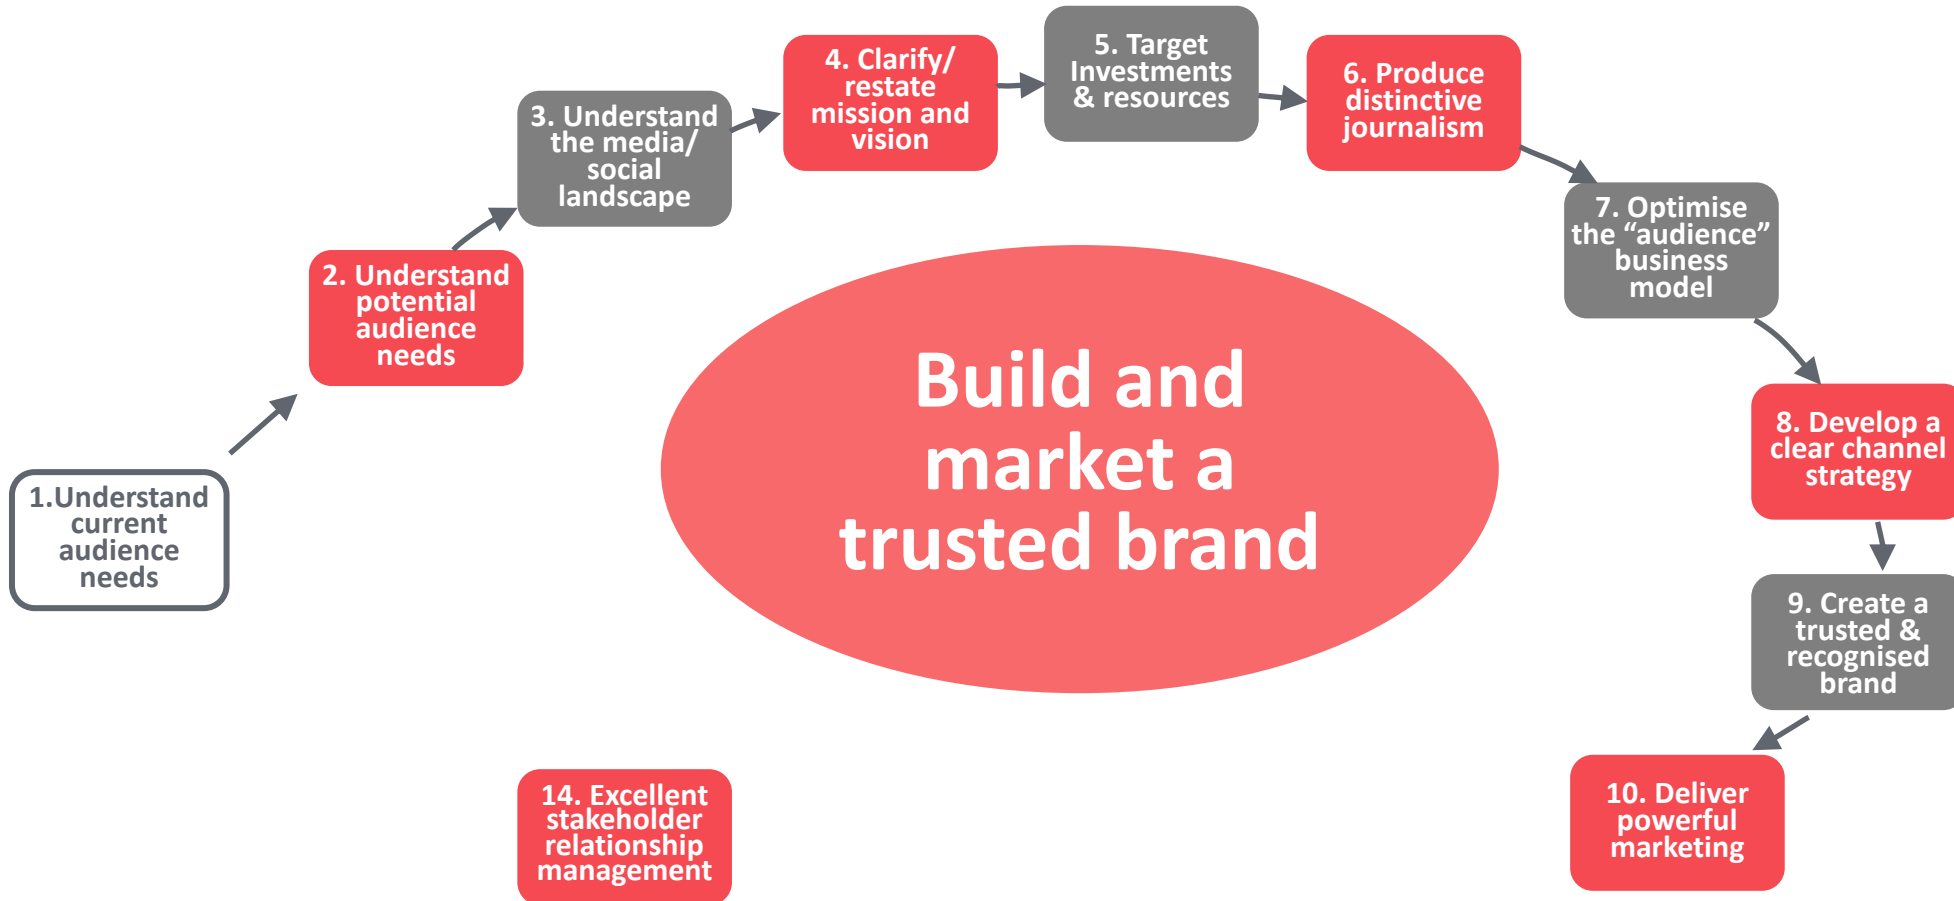 1.Understand
current
audience
needs
2. Understand
potential
audience
needs
3. Understand
the media/
social
landscape
4. Clarify/
restate
mission and
vision
5. Target
Investments
& resources
6. Produce
distinctive
journalism
7. Optimise
the “audience”
business
model
8. Develop a
clear channel
strategy
9. Create a
trusted &
recognised
brand
10. Deliver
powerful
marketing
14. Excellent
stakeholder
relationship
management
Build and
market a
trusted brand